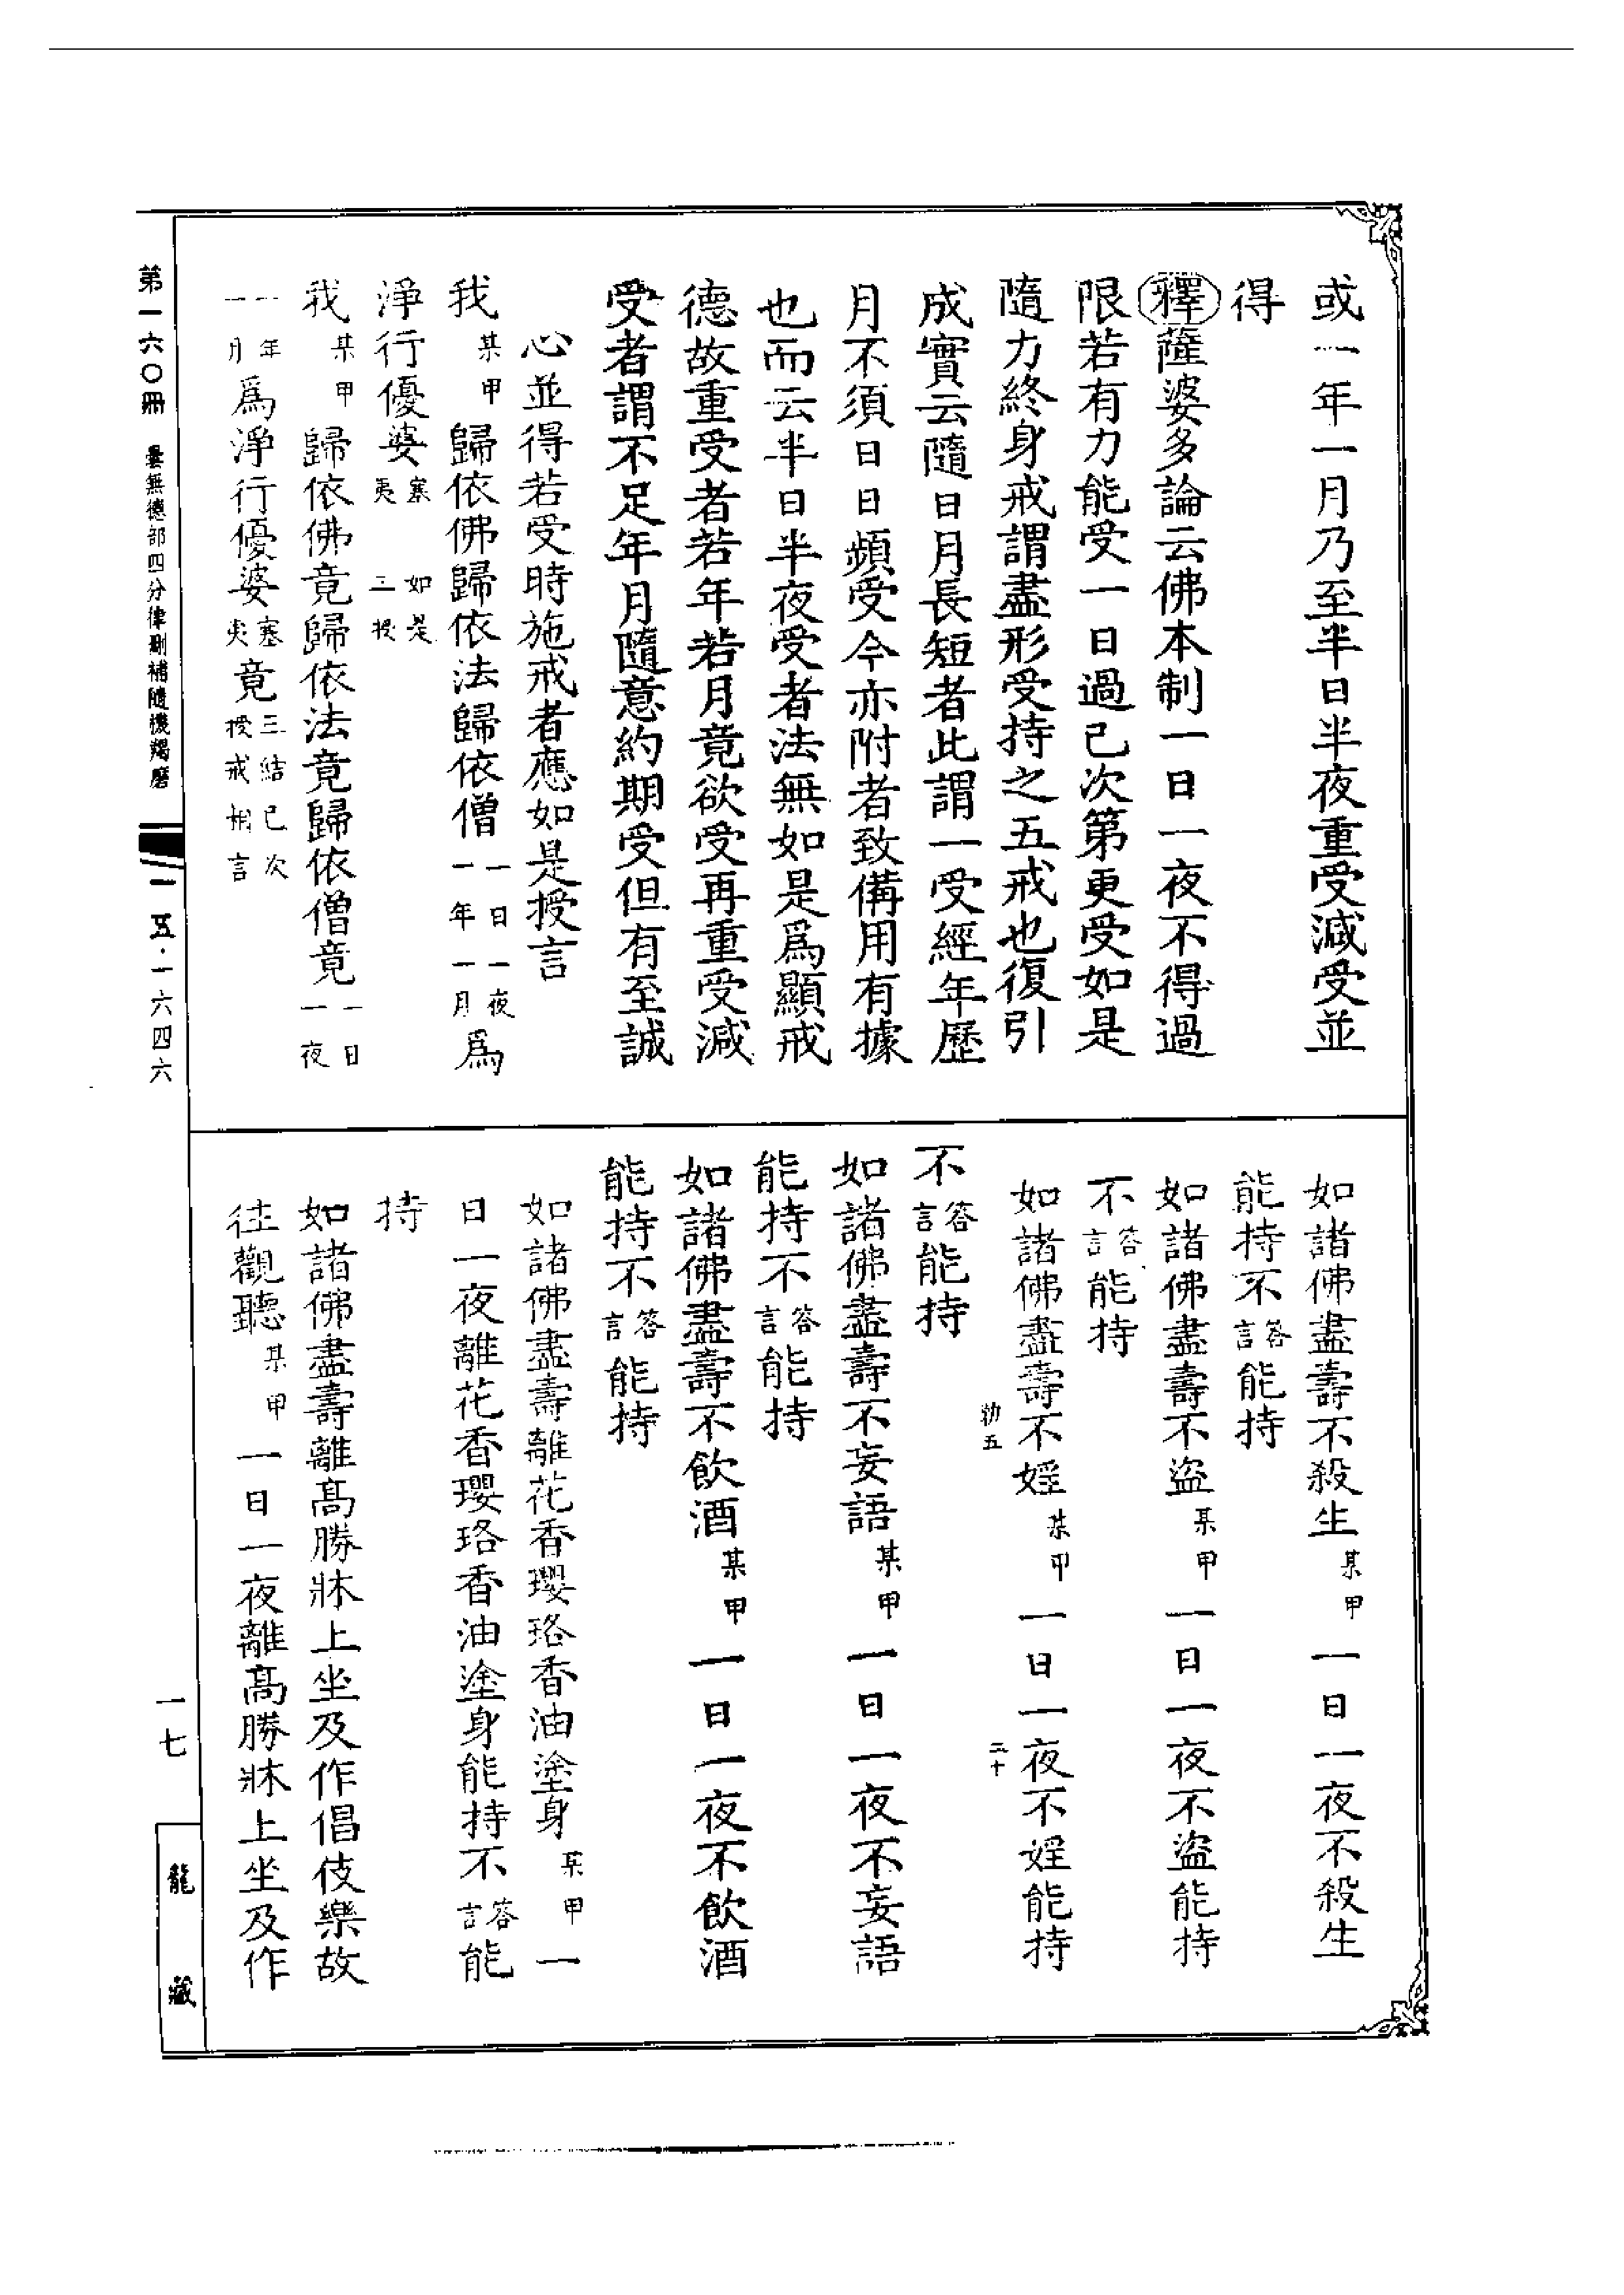 或一年一月乃至半日半夜重受減受並
得
釋薩婆多論云佛本制一日一夜不得過
限若有力能受一日過已次第更受如是
隨力終身戒謂盡形受持之五戒也復引
成實云隨日月長短者此謂一受經年歷
月不須日日頻受今亦附者致備用有據
也而云半日半夜受者法無如是爲顯戒
德故重受者若年若月竟欲受再重受減
受者謂不足年月隨意約期受但有至誠
心並得若受時施戒者應如是授言
我某甲歸依佛歸依法歸依僧一日一夜一年一月爲
淨行優婆塞夷如是三授
我某甲歸依佛竟歸依法竟歸依僧竟一日一夜
一年一月爲淨行優婆塞夷竟三結已次授戒相言
如諸佛盡壽不殺生某甲一日一夜不殺生
能持不答言能持
如諸佛盡壽不盜某甲一日一夜不盜能持
不答言能持
如諸佛盡壽不婬某甲一日一夜不婬能持
勒五 二十
不答言能持
如諸佛盡壽不妄語某甲一日一夜不妄語
能持不答言能持
如諸佛盡壽不飲酒某甲一日一夜不飲酒
能持不答言能持
如諸佛盡壽離花香瓔珞香油塗身某甲一
日一夜離花香瓔珞香油塗身能持不答言能
持
如諸佛盡壽離髙勝牀上坐及作倡伎樂故
往觀聽某甲一日一夜離髙勝牀上坐及作
第一六〇冊 曇無德部四分律刪補隨機羯磨
一一五·一六四六
一七
龍藏